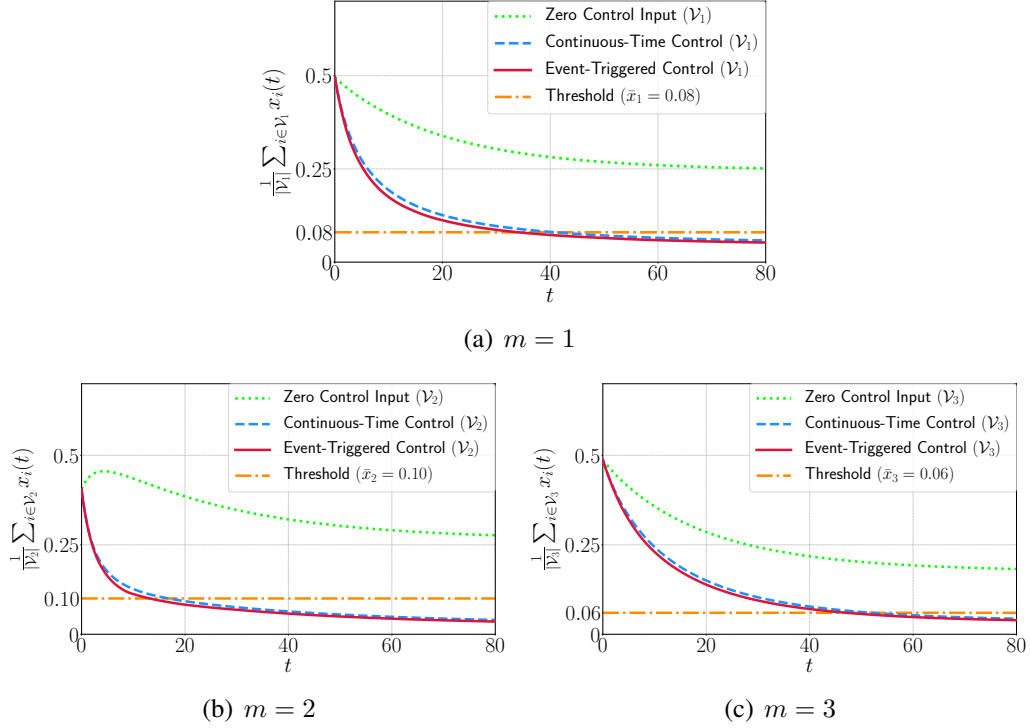 Zero Control Input (𝒱₁)
Continuous-Time Control (𝒱₁)
Event-Triggered Control (𝒱₁)
Threshold (x̄₁ = 0.08)
1/|𝒱₁| ∑_{i∈𝒱₁} x_i(t)
0.5
0.25
0.08
0
0 20 40 60 80
t
(a) m = 1
Zero Control Input (𝒱₂)
Continuous-Time Control (𝒱₂)
Event-Triggered Control (𝒱₂)
Threshold (x̄₂ = 0.10)
1/|𝒱₂| ∑_{i∈𝒱₂} x_i(t)
0.5
0.25
0.10
0
0 20 40 60 80
t
(b) m = 2
Zero Control Input (𝒱₃)
Continuous-Time Control (𝒱₃)
Event-Triggered Control (𝒱₃)
Threshold (x̄₃ = 0.06)
1/|𝒱₃| ∑_{i∈𝒱₃} x_i(t)
0.5
0.25
0.06
0
0 20 40 60 80
t
(c) m = 3